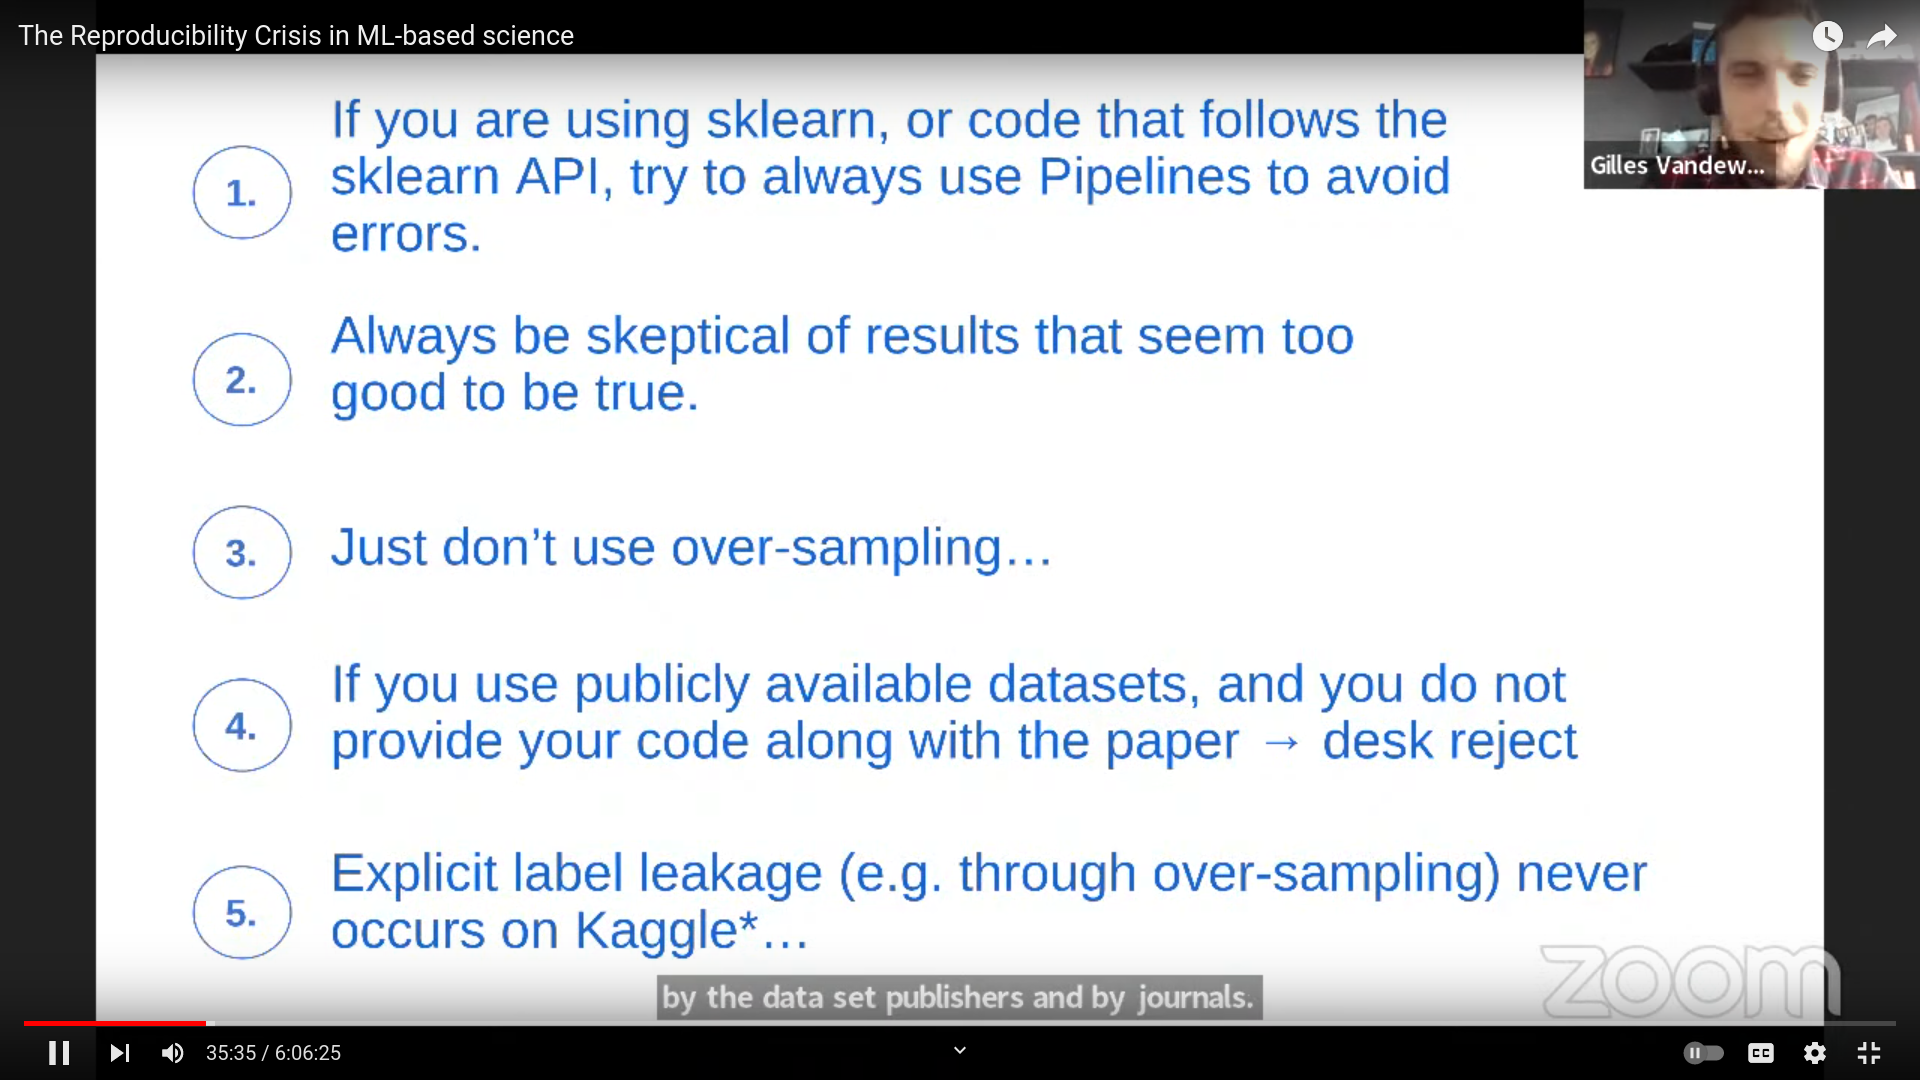 The Reproducibility Crisis in ML-based science
Gilles Vandew...
1.
If you are using sklearn, or code that follows the
sklearn API, try to always use Pipelines to avoid
errors.
2.
Always be skeptical of results that seem too
good to be true.
3.
Just don’t use over-sampling…
4.
If you use publicly available datasets, and you do not
provide your code along with the paper → desk reject
5.
Explicit label leakage (e.g. through over-sampling) never
occurs on Kaggle*…
by the data set publishers and by journals.
zoom
35:35 / 6:06:25
CC